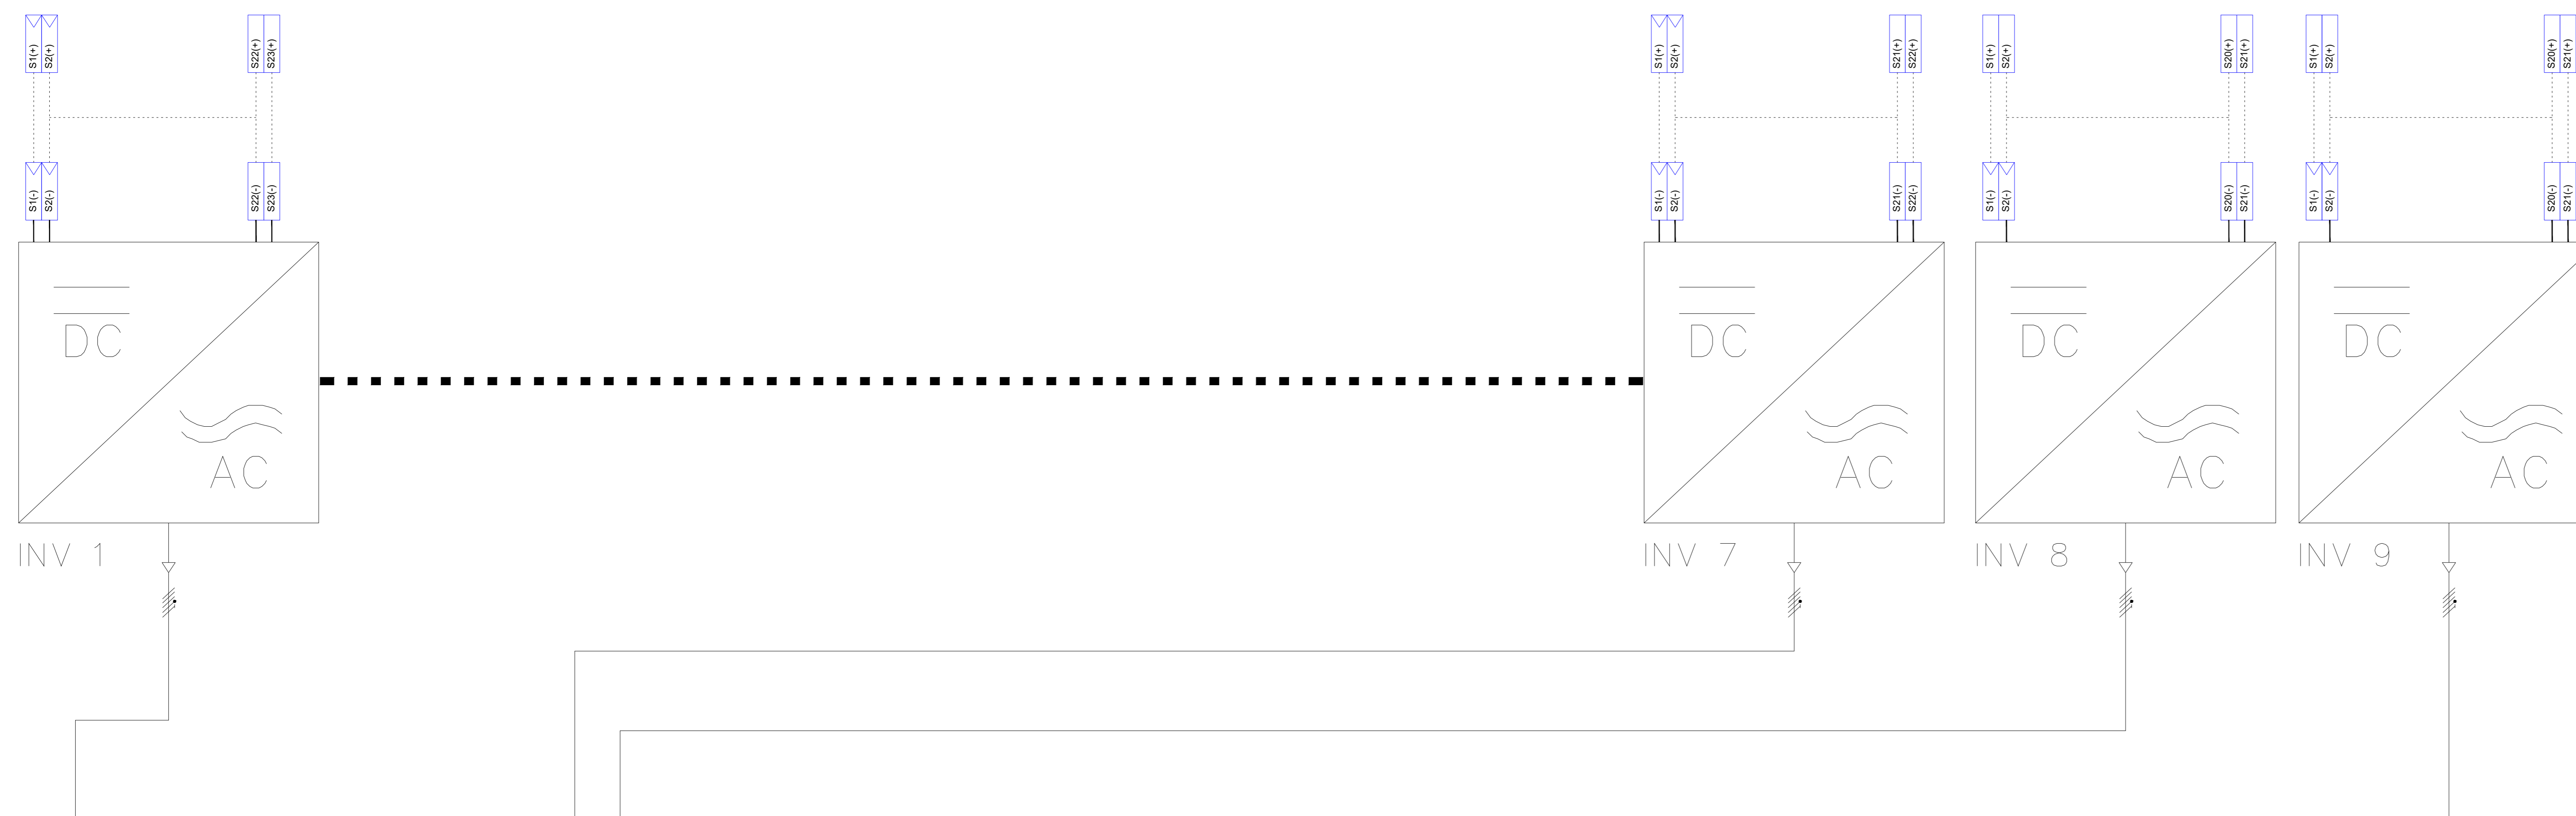 S1(+) S2(+) S22(+) S23(+) S1(+) S2(+) S21(+) S22(+) S1(+) S2(+) S20(+) S21(+) S1(+) S2(+) S20(+) S21(+)
S1(-) S2(-) S22(-) S23(-) S1(-) S2(-) S21(-) S22(-) S1(-) S2(-) S20(-) S21(-) S1(-) S2(-) S20(-) S21(-)
DC DC DC DC
AC AC AC AC
INV 1 INV 7 INV 8 INV 9